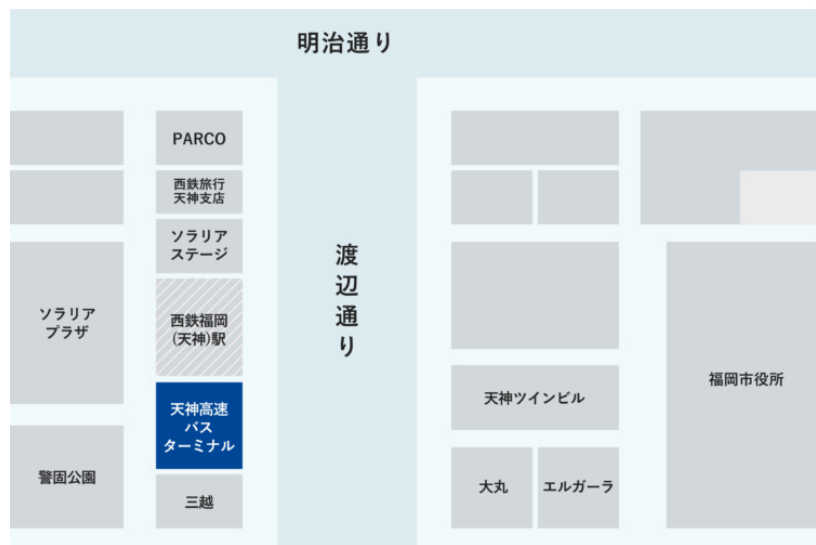 明治通り
PARCO
西鉄旅行
天神支店
ソラリア
ステージ
渡辺通り
ソラリア
プラザ
西鉄福岡
(天神)駅
福岡市役所
天神ツインビル
天神高速
バス
ターミナル
警固公園
大丸
エルガーラ
三越